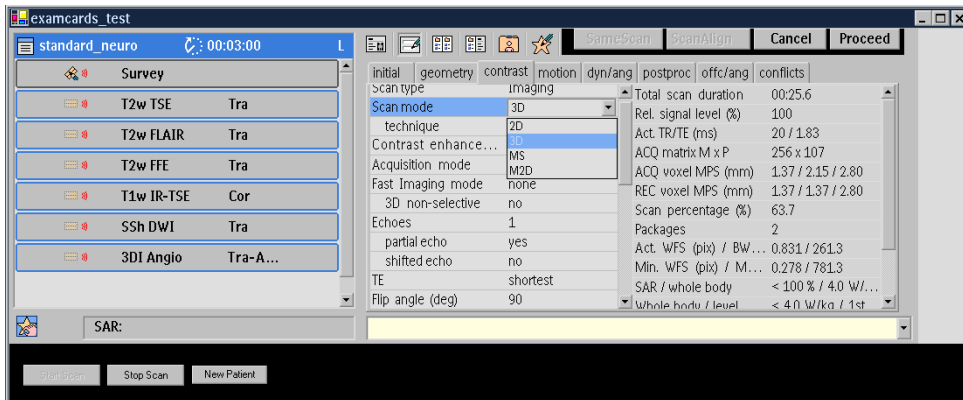 examcards_test
standard_neuro 00:03:00 L
Survey
T2w TSE Tra
T2w FLAIR Tra
T2w FFE Tra
T1w IR-TSE Cor
SSh DWI Tra
3DI Angio Tra-A...
SAR:
SameScan ScanAlign Cancel Proceed
initial geometry contrast motion dyn/ang postproc offc/ang conflicts
Scan type Imaging
Scan mode 3D
technique 2D
3D
Contrast enhance...
MS
Acquisition mode M2D
Fast Imaging mode none
3D non-selective no
Echoes 1
partial echo yes
shifted echo no
TE shortest
Flip angle (deg) 90
Total scan duration 00:25.6
Rel. signal level (%) 100
Act. TR/TE (ms) 20 / 1.83
ACQ matrix M x P 256 x 107
ACQ voxel MPS (mm) 1.37 / 2.15 / 2.80
REC voxel MPS (mm) 1.37 / 1.37 / 2.80
Scan percentage (%) 63.7
Packages 2
Act. WFS (pix) / BW... 0.831 / 261.3
Min. WFS (pix) / M... 0.278 / 781.3
SAR / whole body < 100 % / 4.0 W/...
Whole body / level < 4.0 W/kg / 1st
Start Scan Stop Scan New Patient